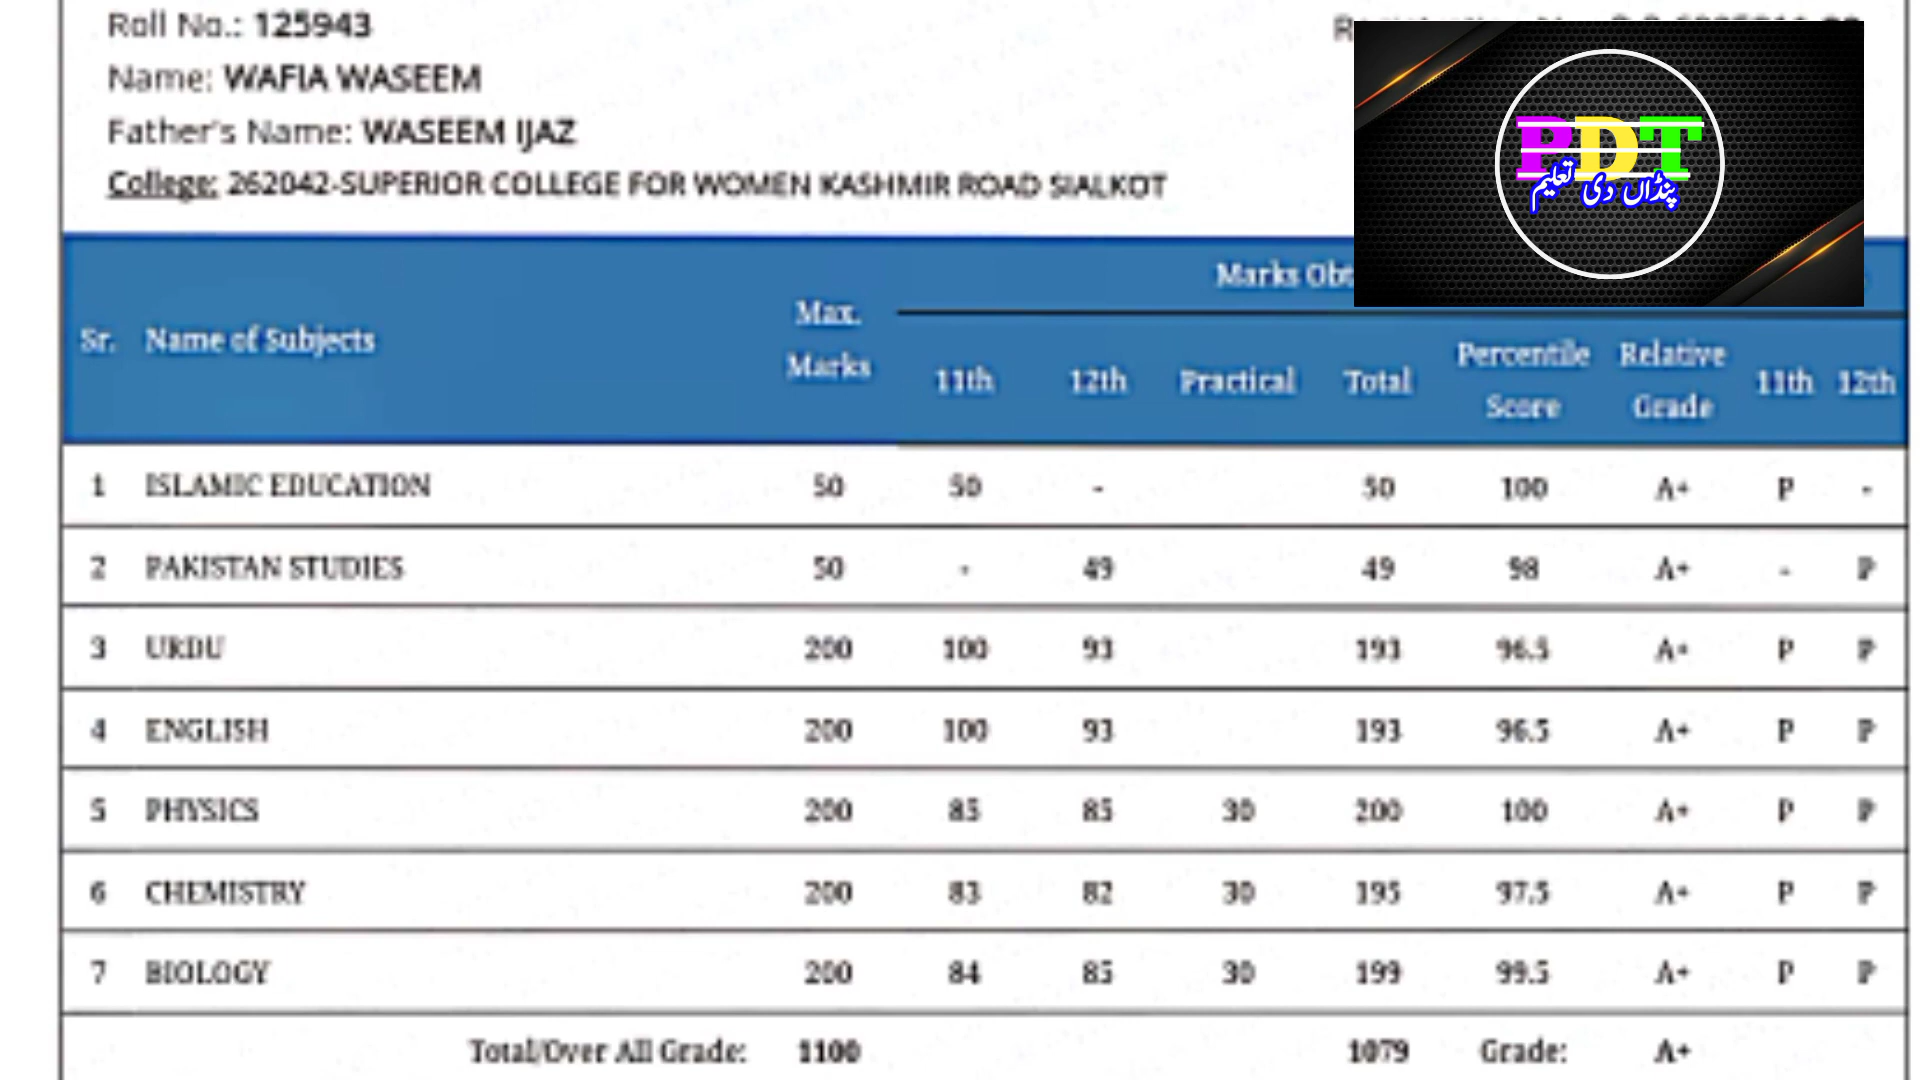 Roll No.: 125943
Name: WAFIA WASEEM
Father's Name: WASEEM IJAZ
College: 262042-SUPERIOR COLLEGE FOR WOMEN KASHMIR ROAD SIALKOT
PDT
پنڈاں دی تعلیم
Marks
Sr. Name of Subjects Max. Marks 11th 12th Practical Total Percentile Score Relative Grade 11th 12th
1 ISLAMIC EDUCATION 50 50 - 50 100 A+ P -
2 PAKISTAN STUDIES 50 - 49 49 98 A+ - P
3 URDU 200 100 93 193 96.5 A+ P P
4 ENGLISH 200 100 93 193 96.5 A+ P P
5 PHYSICS 200 85 85 30 200 100 A+ P P
6 CHEMISTRY 200 83 82 30 195 97.5 A+ P P
7 BIOLOGY 200 84 85 30 199 99.5 A+ P P
Total/Over All Grade: 1100 1079 Grade: A+